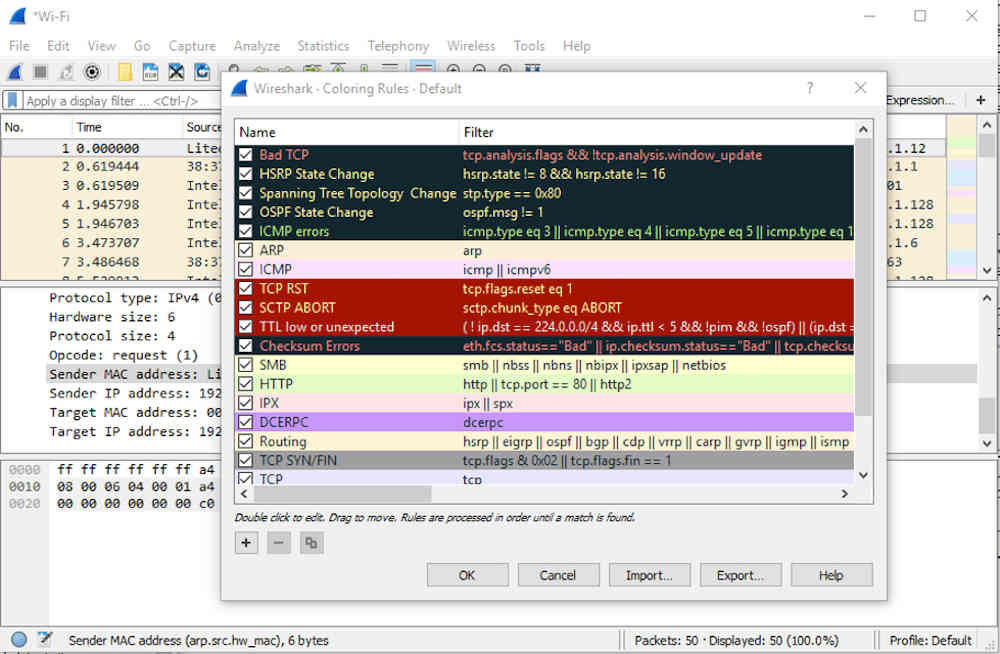 *Wi-Fi
File Edit View Go Capture Analyze Statistics Telephony Wireless Tools Help
Apply a display filter ... <Ctrl-/>
Expression... +
No. Time Source
1 0.000000
2 0.619444 38:37
3 0.619509 Intel
4 1.945798 Intel
5 1.946703 Intel
6 3.473707 Intel
7 3.486468 38:37
.1.12
.1.1
01
.1.128
.1.128
.1.6
63
Protocol type: IPv4
Hardware size: 6
Protocol size: 4
Opcode: request (1)
Sender MAC address: Li
Sender IP address: 192
Target MAC address: 00
Target IP address: 192
0000 ff ff ff ff ff ff a4
0010 08 00 06 04 00 01 a4
0020 00 00 00 00 00 00 c0
Wireshark · Coloring Rules · Default
?
Name Filter
Bad TCP tcp.analysis.flags && !tcp.analysis.window_update
HSRP State Change hsrp.state != 8 && hsrp.state != 16
Spanning Tree Topology Change stp.type == 0x80
OSPF State Change ospf.msg != 1
ICMP errors icmp.type eq 3 || icmp.type eq 4 || icmp.type eq 5 || icmp.type eq 1
ARP arp
ICMP icmp || icmpv6
TCP RST tcp.flags.reset eq 1
SCTP ABORT sctp.chunk_type eq ABORT
TTL low or unexpected ( ! ip.dst == 224.0.0.0/4 && ip.ttl < 5 && !pim && !ospf) || (ip.dst =
Checksum Errors eth.fcs.status=="Bad" || ip.checksum.status=="Bad" || tcp.checksu
SMB smb || nbss || nbns || nbipx || ipxsap || netbios
HTTP http || tcp.port == 80 || http2
IPX ipx || spx
DCERPC dcerpc
Routing hsrp || eigrp || ospf || bgp || cdp || vrrp || carp || gvrp || igmp || ismp
TCP SYN/FIN tcp.flags & 0x02 || tcp.flags.fin == 1
TCP tcp
Double click to edit. Drag to move. Rules are processed in order until a match is found.
OK Cancel Import... Export... Help
Sender MAC address (arp.src.hw_mac), 6 bytes
Packets: 50 · Displayed: 50 (100.0%)
Profile: Default